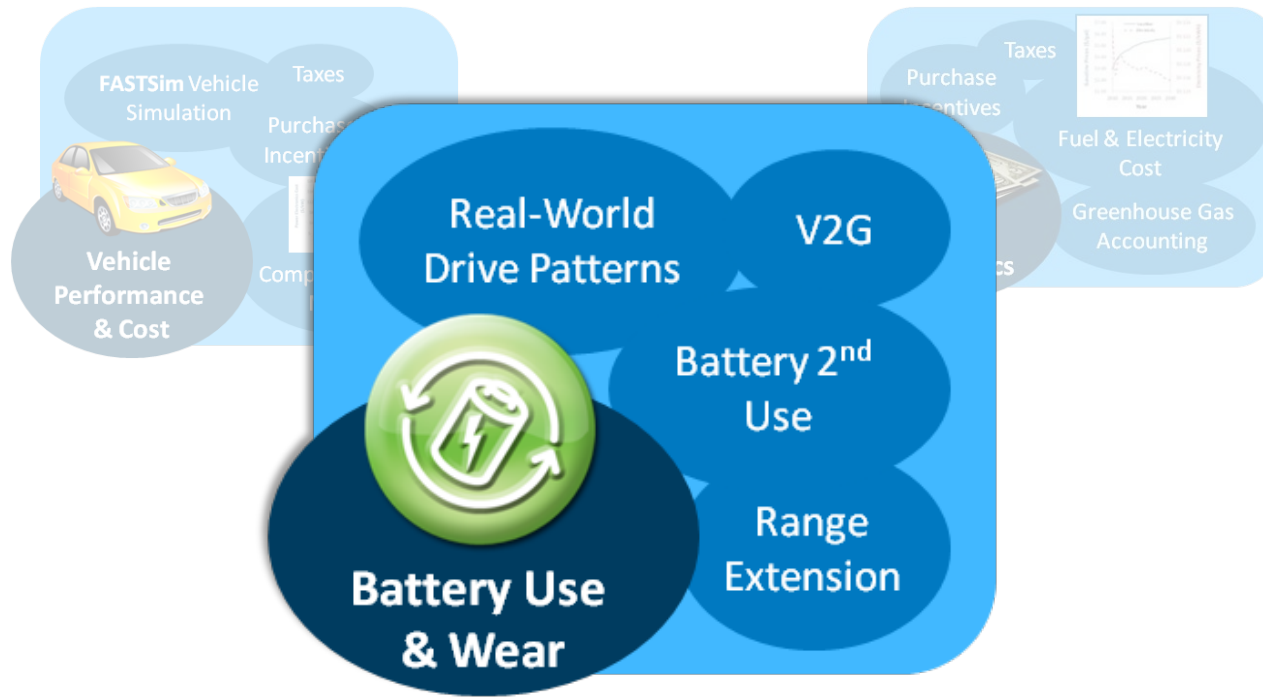 FASTSim Vehicle
Simulation
Taxes
Vehicle
Performance
& Cost
Taxes
Purchase
Fuel & Electricity
Cost
Greenhouse Gas
Accounting
Real-World
Drive Patterns
V2G
Battery 2nd
Use
Range
Extension
Battery Use
& Wear